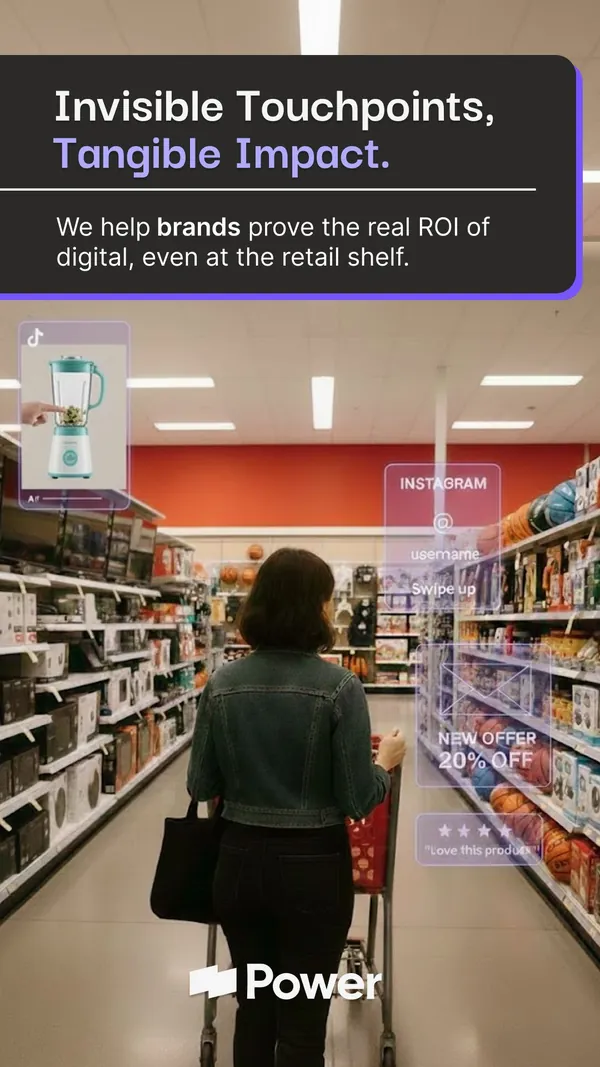 Invisible Touchpoints,
Tangible Impact.
We help brands prove the real ROI of
digital, even at the retail shelf.
INSTAGRAM
@
username
Swipe up
NEW OFFER
20% OFF
"Love this product"
Power